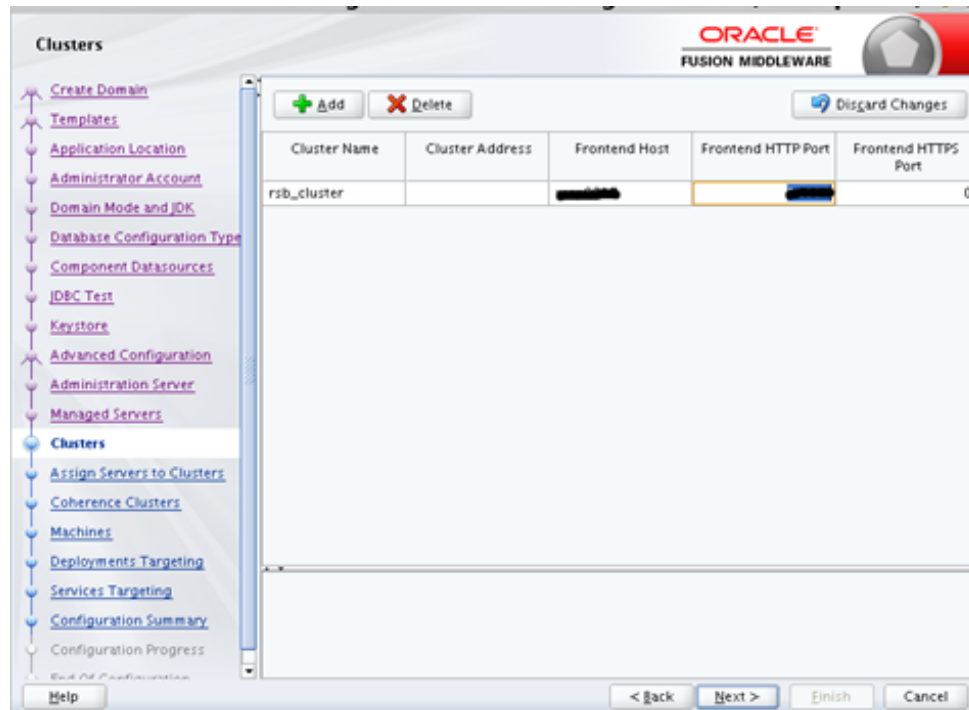 Clusters
ORACLE
FUSION MIDDLEWARE
Create Domain
Templates
Application Location
Administrator Account
Domain Mode and JDK
Database Configuration Type
Component Datasources
JDBC Test
Keystore
Advanced Configuration
Administration Server
Managed Servers
Clusters
Assign Servers to Clusters
Coherence Clusters
Machines
Deployments Targeting
Services Targeting
Configuration Summary
Configuration Progress
End Of Configuration
Add Delete Discard Changes
Cluster Name Cluster Address Frontend Host Frontend HTTP Port Frontend HTTPS Port
rsb_cluster 0
Help < Back Next > Finish Cancel